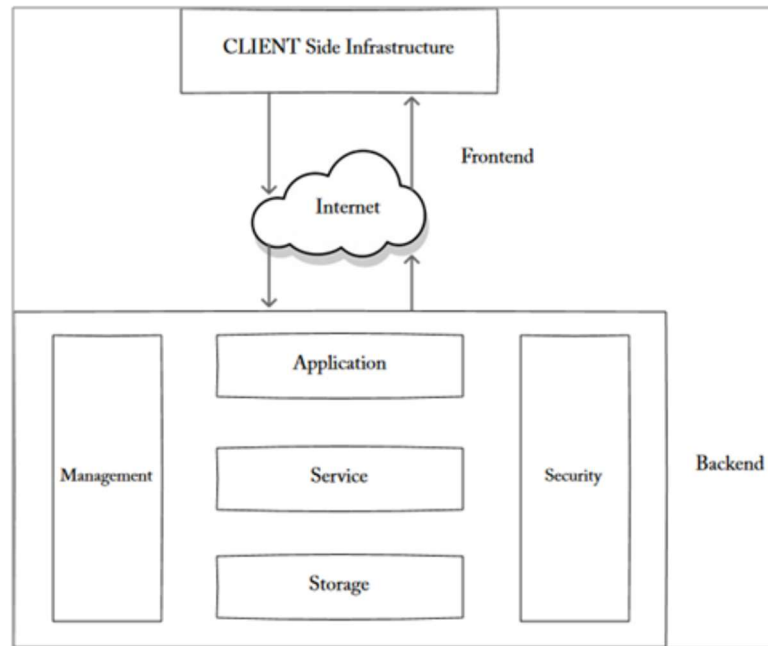 CLIENT Side Infrastructure
Frontend
Internet
Application
Management
Service
Security
Backend
Storage